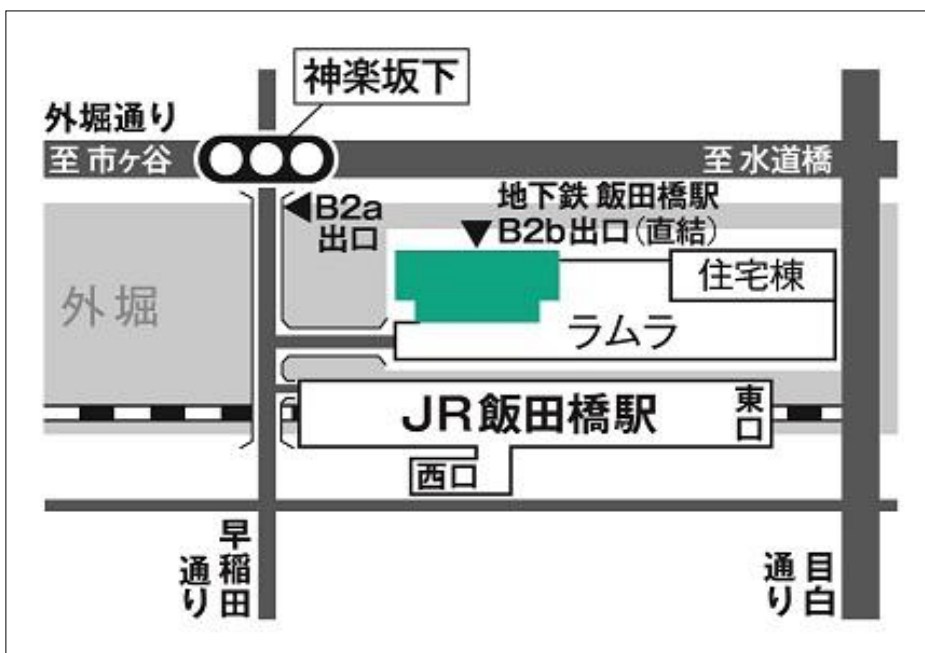 神楽坂下
外堀通り
至 市ヶ谷
至 水道橋
B2a
出口
地下鉄 飯田橋駅
B2b出口(直結)
住宅棟
外堀
ラムラ
JR飯田橋駅
東口
西口
早稲田
通り
目白
通り